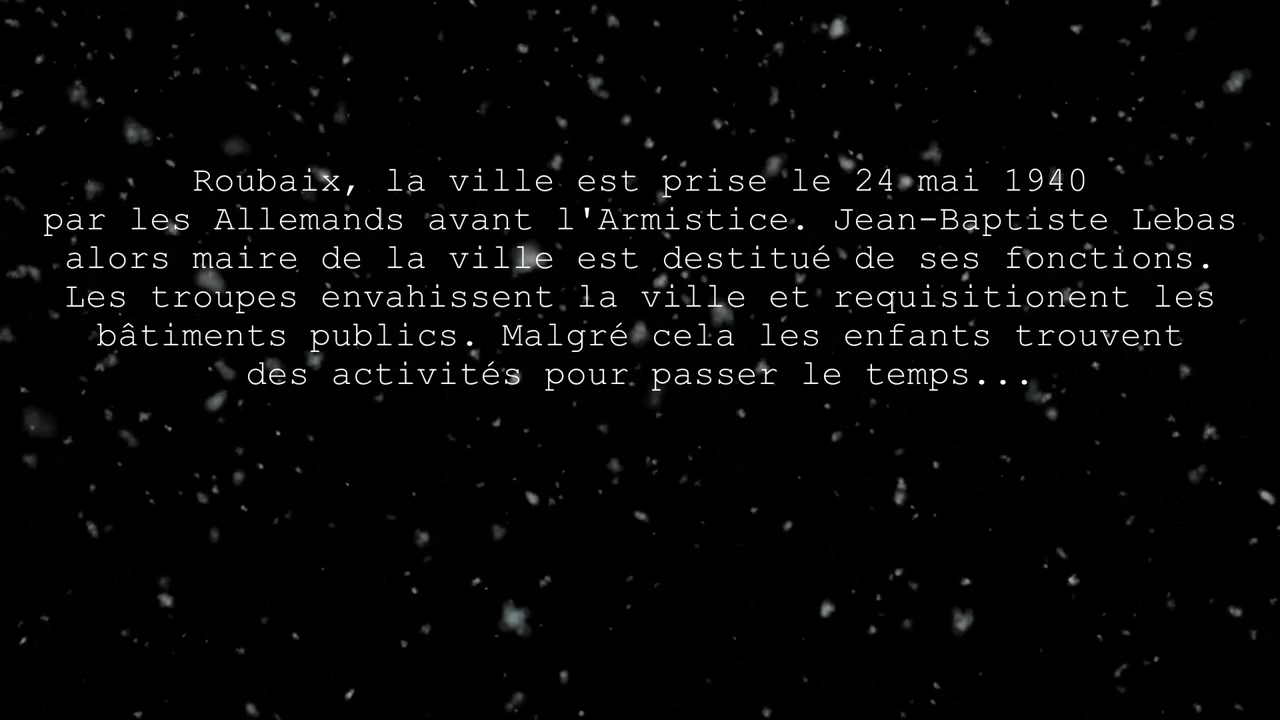 Roubaix, la ville est prise le 24 mai 1940
par les Allemands avant l'Armistice. Jean-Baptiste Lebas
alors maire de la ville est destitué de ses fonctions.
Les troupes envahissent la ville et requisitionent les
bâtiments publics. Malgré cela les enfants trouvent
des activités pour passer le temps...